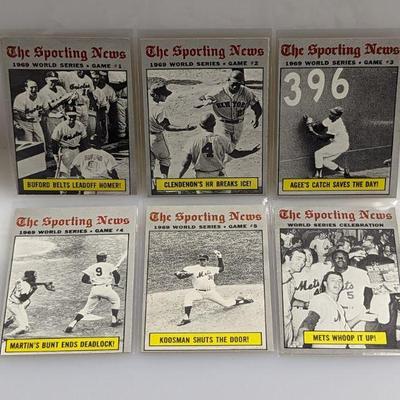 The Sporting News
1969 WORLD SERIES • GAME #1
BUFORD BELTS LEADOFF HOMER!
The Sporting News
1969 WORLD SERIES • GAME #2
4
CLENDENON'S HR BREAKS ICE!
The Sporting News
1969 WORLD SERIES • GAME #3
396
AGEE'S CATCH SAVES THE DAY!
The Sporting News
1969 WORLD SERIES • GAME #4
9
MARTIN'S BUNT ENDS DEADLOCK!
The Sporting News
1969 WORLD SERIES • GAME #5
Mets
KOOSMAN SHUTS THE DOOR!
The Sporting News
WORLD SERIES CELEBRATION
Mets
5
METS WHOOP IT UP!